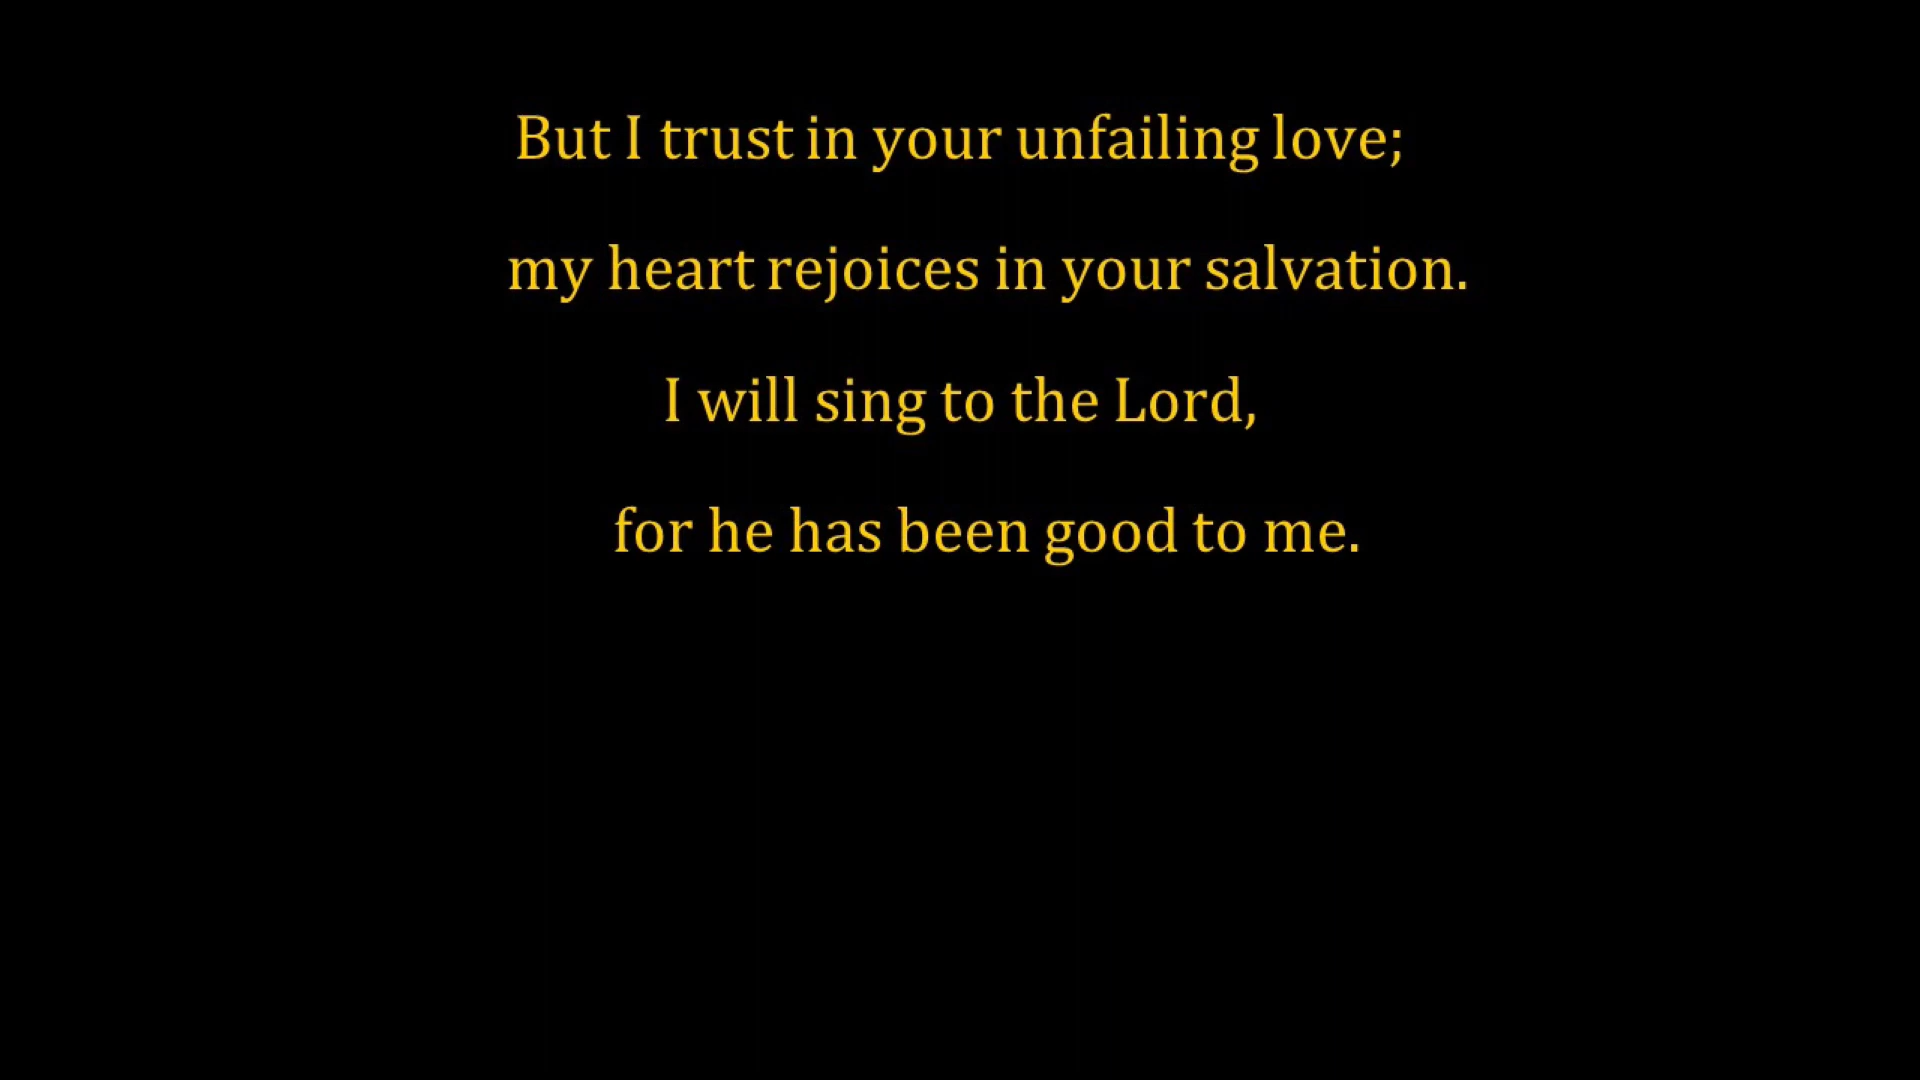 But I trust in your unfailing love;
my heart rejoices in your salvation.
I will sing to the Lord,
for he has been good to me.